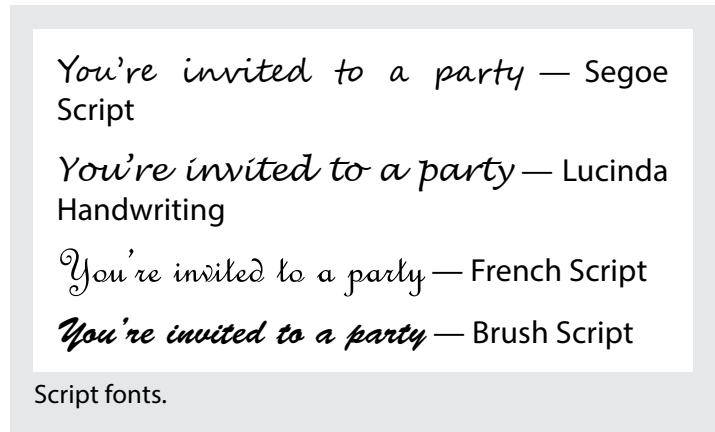 You're invited to a party — Segoe
Script
You're invited to a party — Lucinda
Handwriting
You're invited to a party — French Script
You're invited to a party — Brush Script
Script fonts.